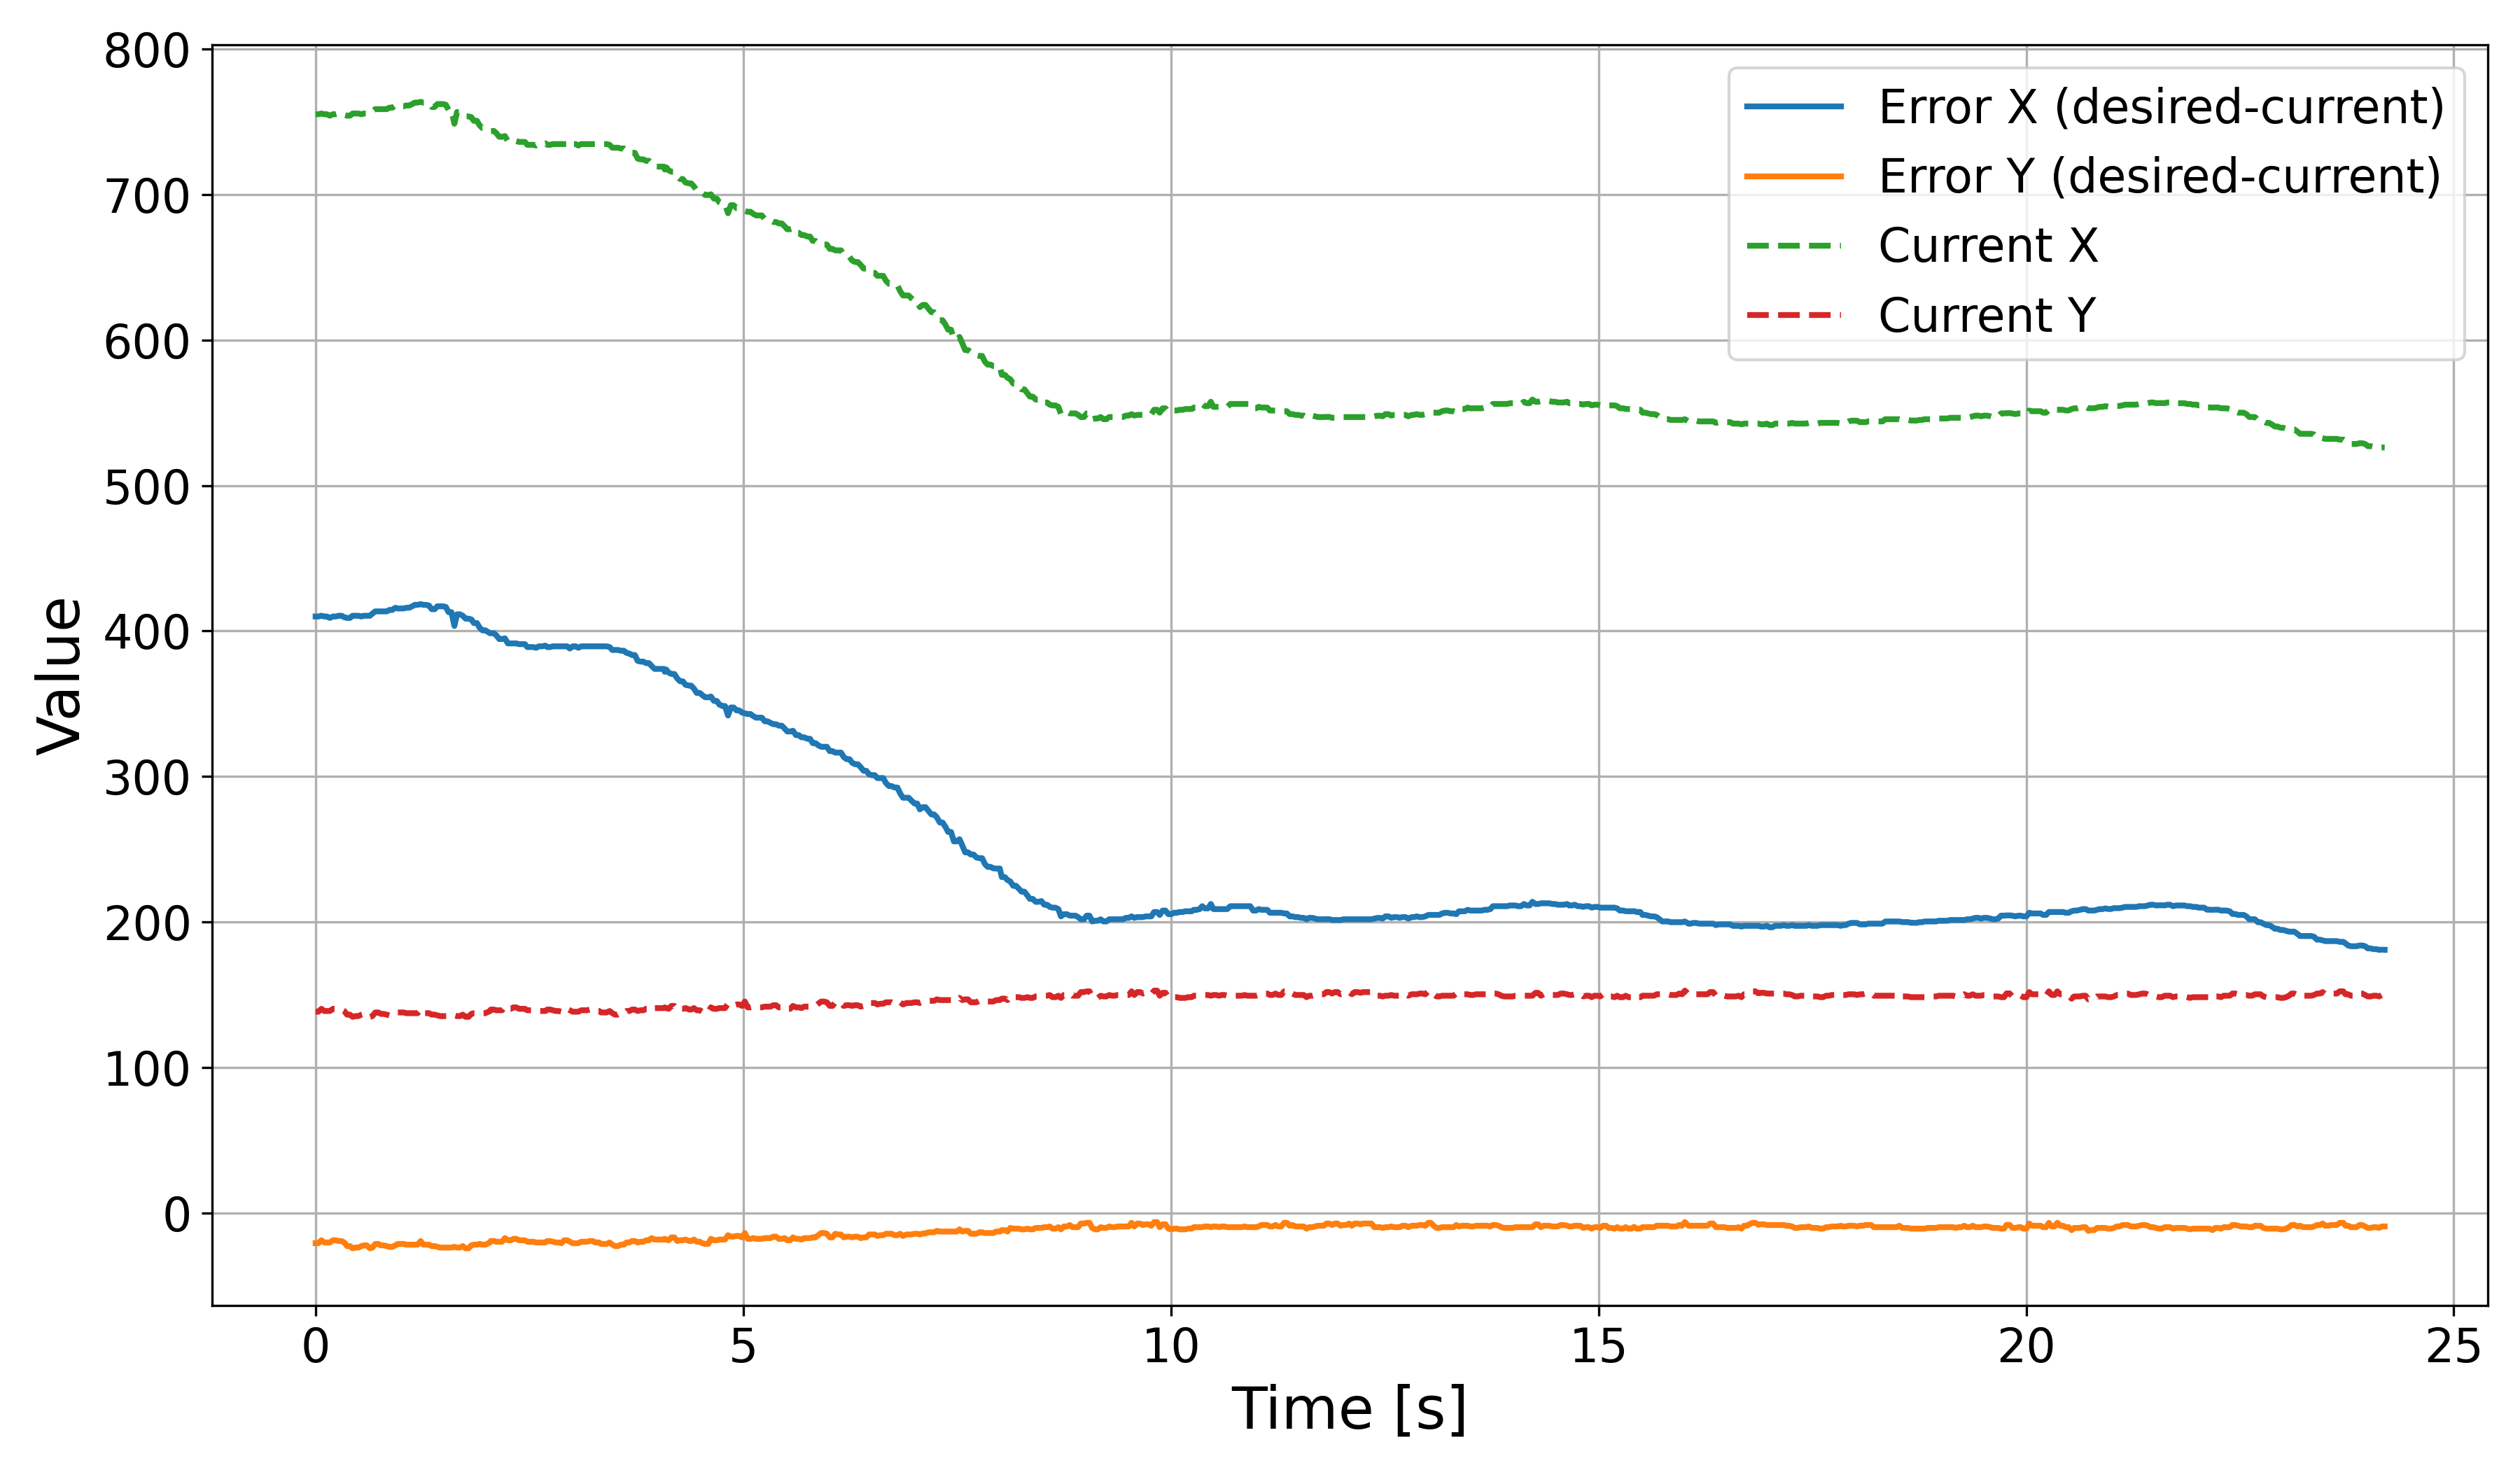 800
700
600
500
400
300
200
100
0
Value
0 5 10 15 20 25
Time [s]
Error X (desired-current)
Error Y (desired-current)
Current X
Current Y